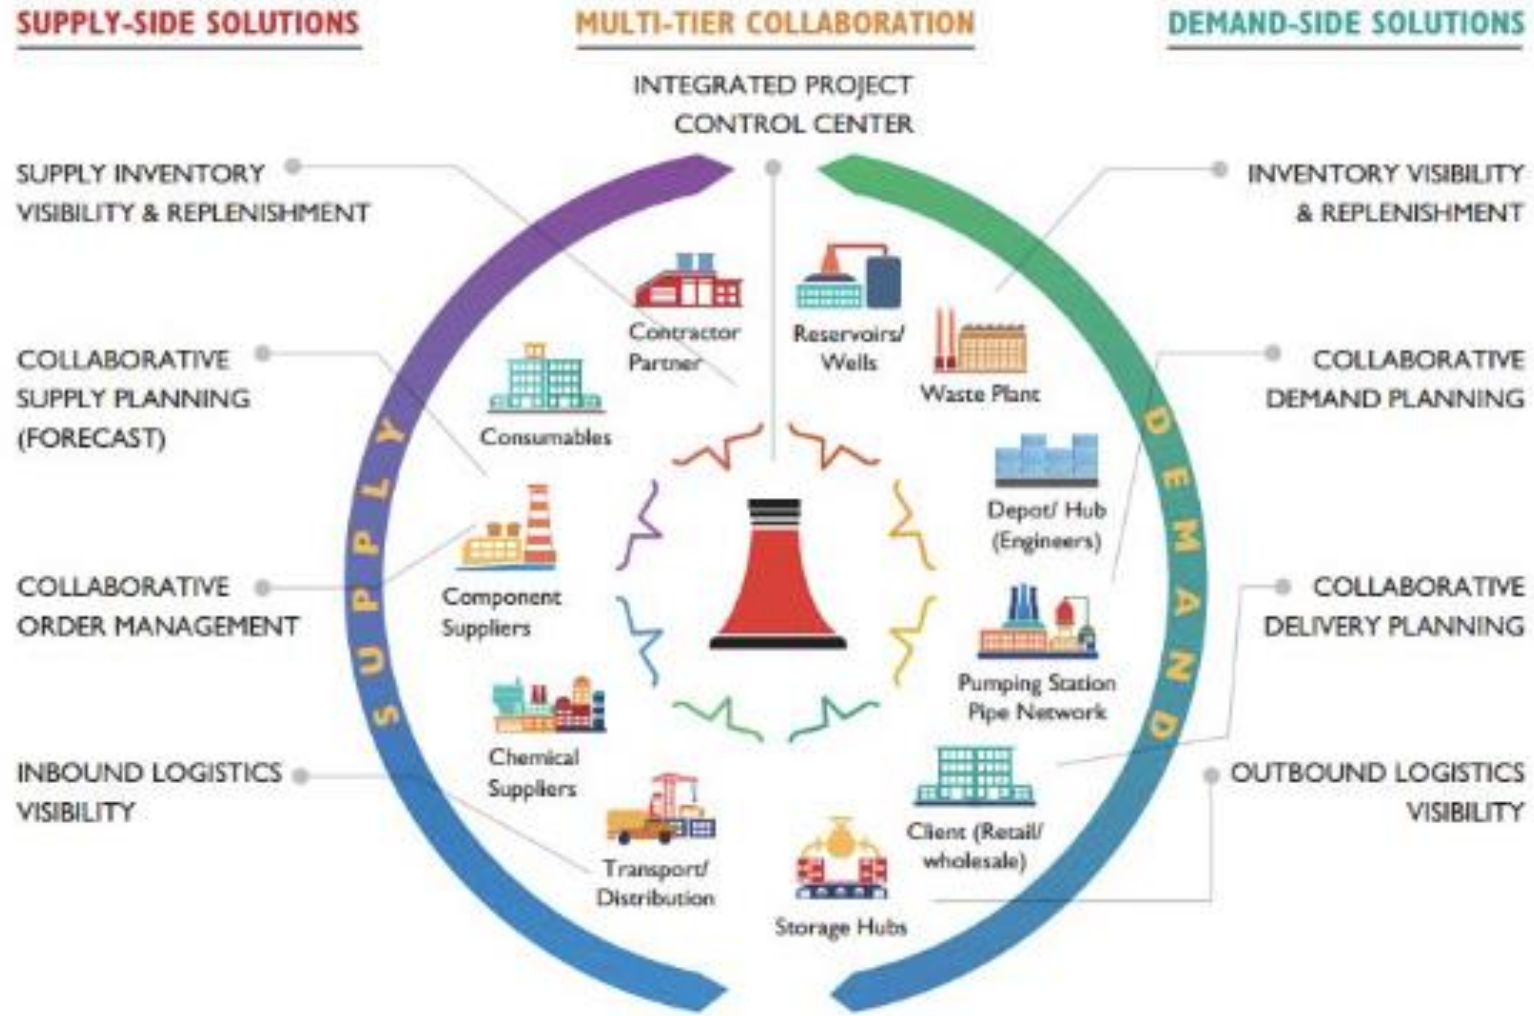 SUPPLY-SIDE SOLUTIONS
MULTI-TIER COLLABORATION
DEMAND-SIDE SOLUTIONS
INTEGRATED PROJECT
CONTROL CENTER
SUPPLY INVENTORY
VISIBILITY & REPLENISHMENT
COLLABORATIVE
SUPPLY PLANNING
(FORECAST)
COLLABORATIVE
ORDER MANAGEMENT
INBOUND LOGISTICS
VISIBILITY
SUPPLY
Contractor
Partner
Consumables
Component
Suppliers
Chemical
Suppliers
Transport/
Distribution
Reservoirs/
Wells
Waste Plant
Depot/ Hub
(Engineers)
Pumping Station
Pipe Network
Client (Retail/
wholesale)
Storage Hubs
DEMAND
INVENTORY VISIBILITY
& REPLENISHMENT
COLLABORATIVE
DEMAND PLANNING
COLLABORATIVE
DELIVERY PLANNING
OUTBOUND LOGISTICS
VISIBILITY